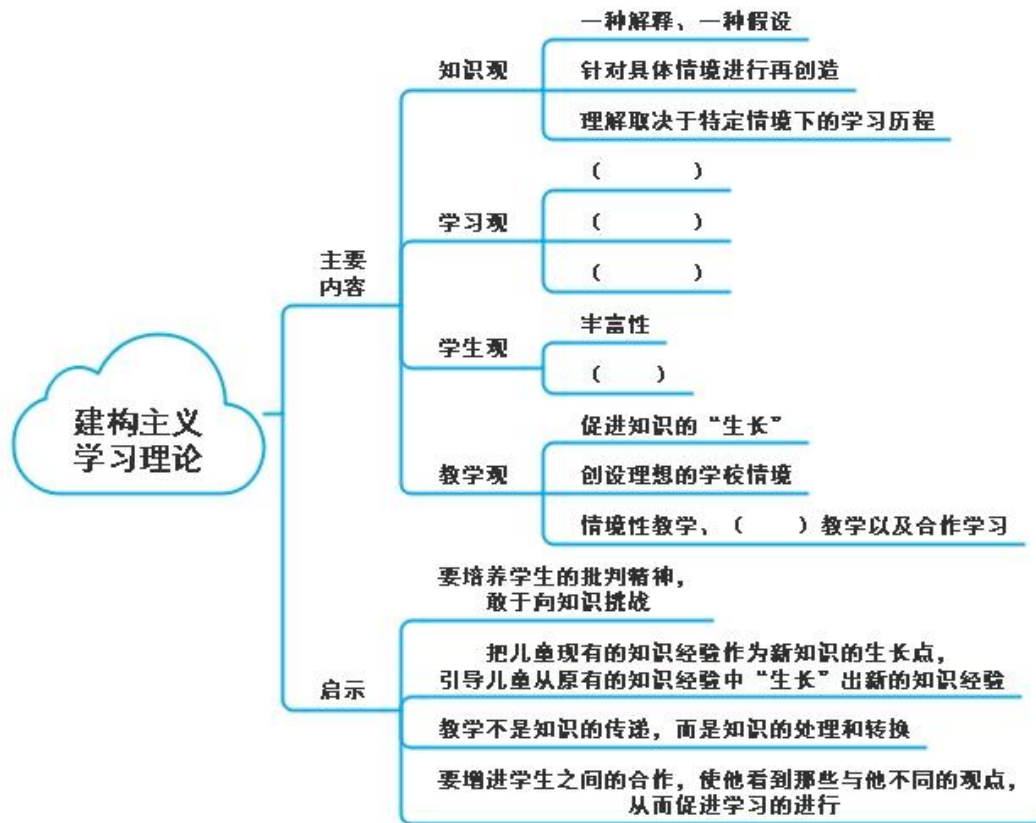 建构主义
学习理论
主要
内容
知识观
一种解释、一种假设
针对具体情境进行再创造
理解取决于特定情境下的学习历程
学习观
（　　　）
（　　　）
（　　　）
学生观
丰富性
（　　）
教学观
促进知识的“生长”
创设理想的学校情境
情境性教学、（　　）教学以及合作学习
启示
要培养学生的批判精神，
敢于向知识挑战
把儿童现有的知识经验作为新知识的生长点，
引导儿童从原有的知识经验中“生长”出新的知识经验
教学不是知识的传递，而是知识的处理和转换
要增进学生之间的合作，使他看到那些与他不同的观点，
从而促进学习的进行